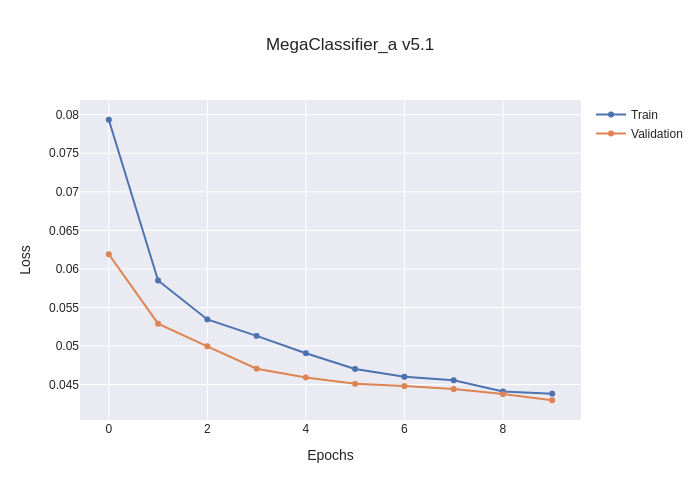 MegaClassifier_a v5.1
Train
Validation
0.08
0.075
0.07
0.065
0.06
0.055
0.05
0.045
Loss
0 2 4 6 8
Epochs